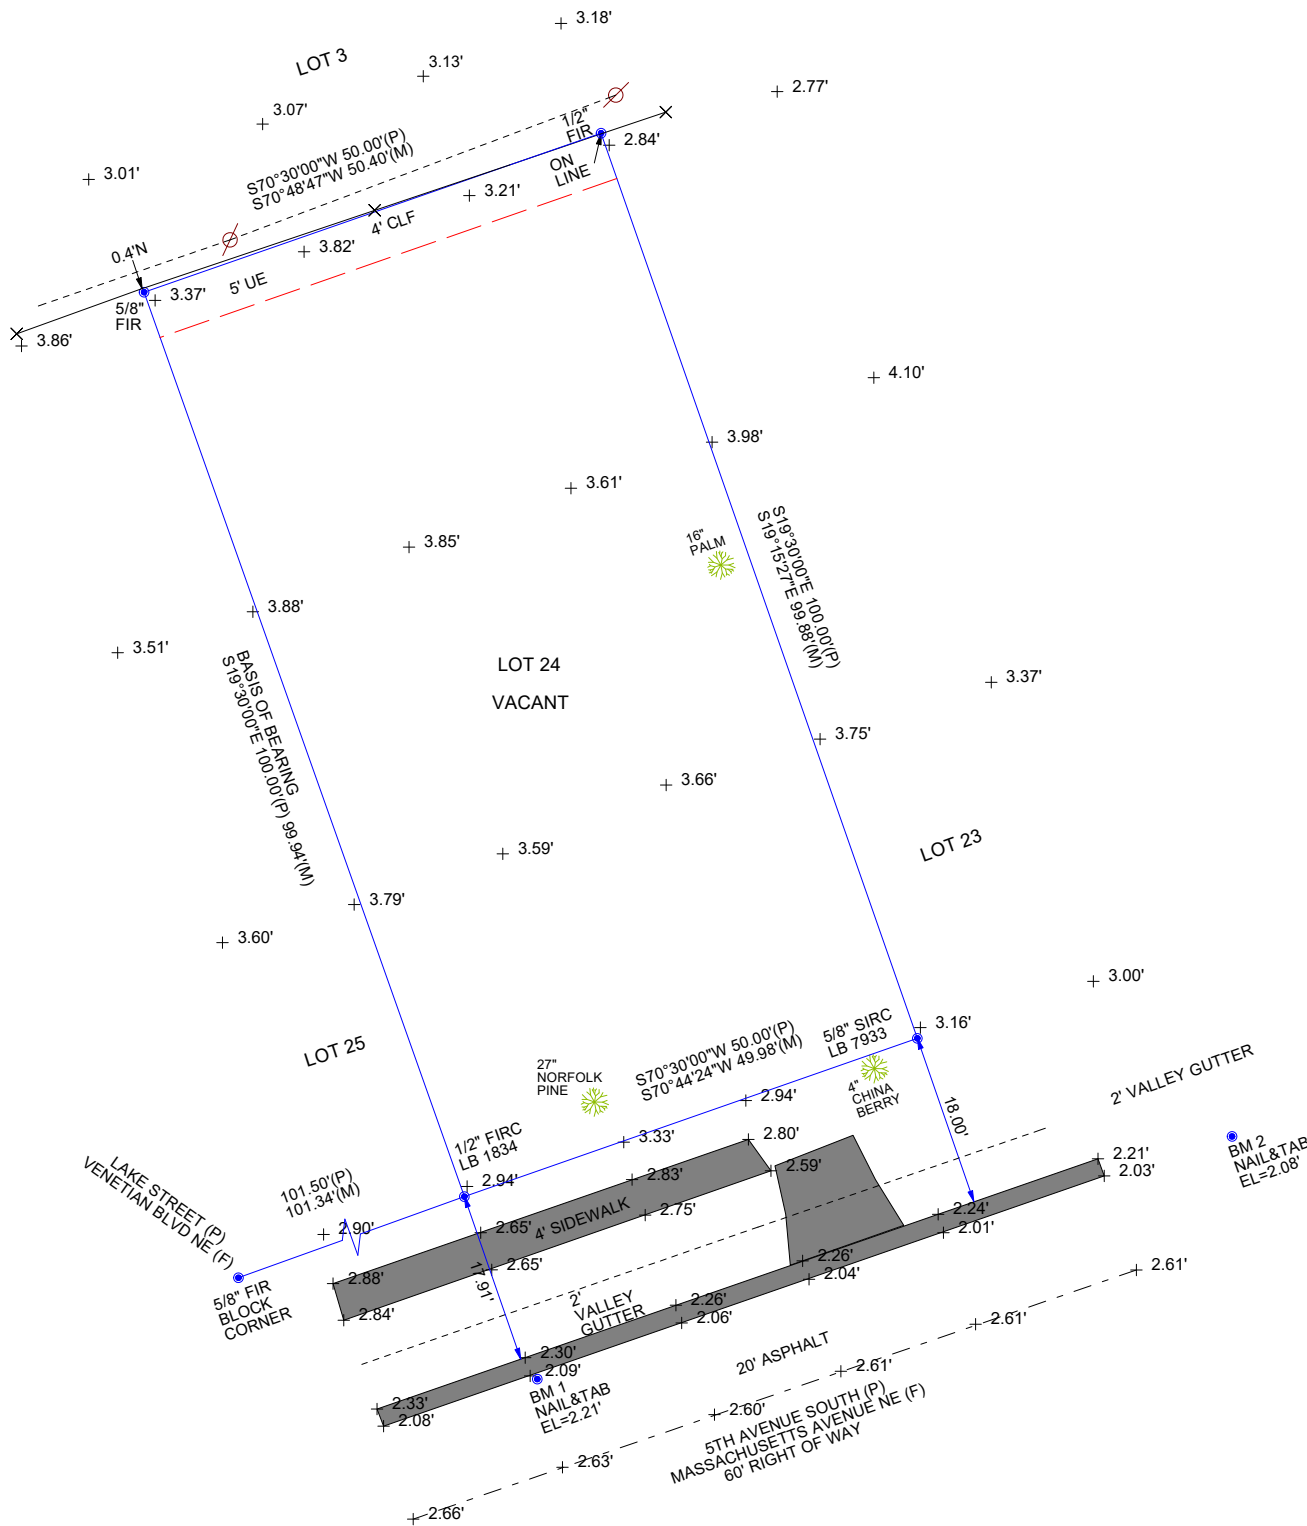 3.18'
LOT 3
3.13'
2.77'
3.07'
1/2"
FIR
2.84'
S70°30'00"W 50.00'(P)
S70°48'47"W 50.40'(M)
ON
LINE
3.01'
3.21'
4' CLF
3.82'
0.4'N
5' UE
3.37'
5/8"
FIR
3.86'
4.10'
3.98'
3.61'
S19°30'00"E 100.00'(P)
S19°15'27"E 99.88'(M)
16"
PALM
3.85'
3.88'
3.51'
BASIS OF BEARING
S19°30'00"E 100.00'(P) 99.94'(M)
LOT 24
VACANT
3.37'
3.75'
3.66'
LOT 23
3.59'
3.79'
3.60'
3.00'
LOT 25
5/8" SIRC
LB 7933
3.16'
S70°30'00"W 50.00'(P)
S70°44'24"W 49.98'(M)
27"
NORFOLK
PINE
4"
CHINA
BERRY
2' VALLEY GUTTER
2.94'
18.00'
3.33'
2.80'
BM 2
NAIL&TAB
EL=2.08'
1/2" FIRC
LB 1834
2.94'
2.59'
2.21'
2.03'
LAKE STREET (P)
VENETIAN BLVD NE (F)
101.50'(P)
101.34'(M)
2.83'
2.90'
2.65'
4' SIDEWALK
2.75'
2.24'
2.01'
2.88'
2.65'
17.91'
2.26'
2.04'
2.61'
5/8" FIR
BLOCK
CORNER
2.84'
2'
VALLEY
GUTTER
2.26'
2.06'
2.61'
2.30'
2.09'
20' ASPHALT
2.61'
BM 1
NAIL&TAB
EL=2.21'
2.33'
2.08'
2.60'
5TH AVENUE SOUTH (P)
MASSACHUSETTS AVENUE NE (F)
60' RIGHT OF WAY
2.63'
2.66'